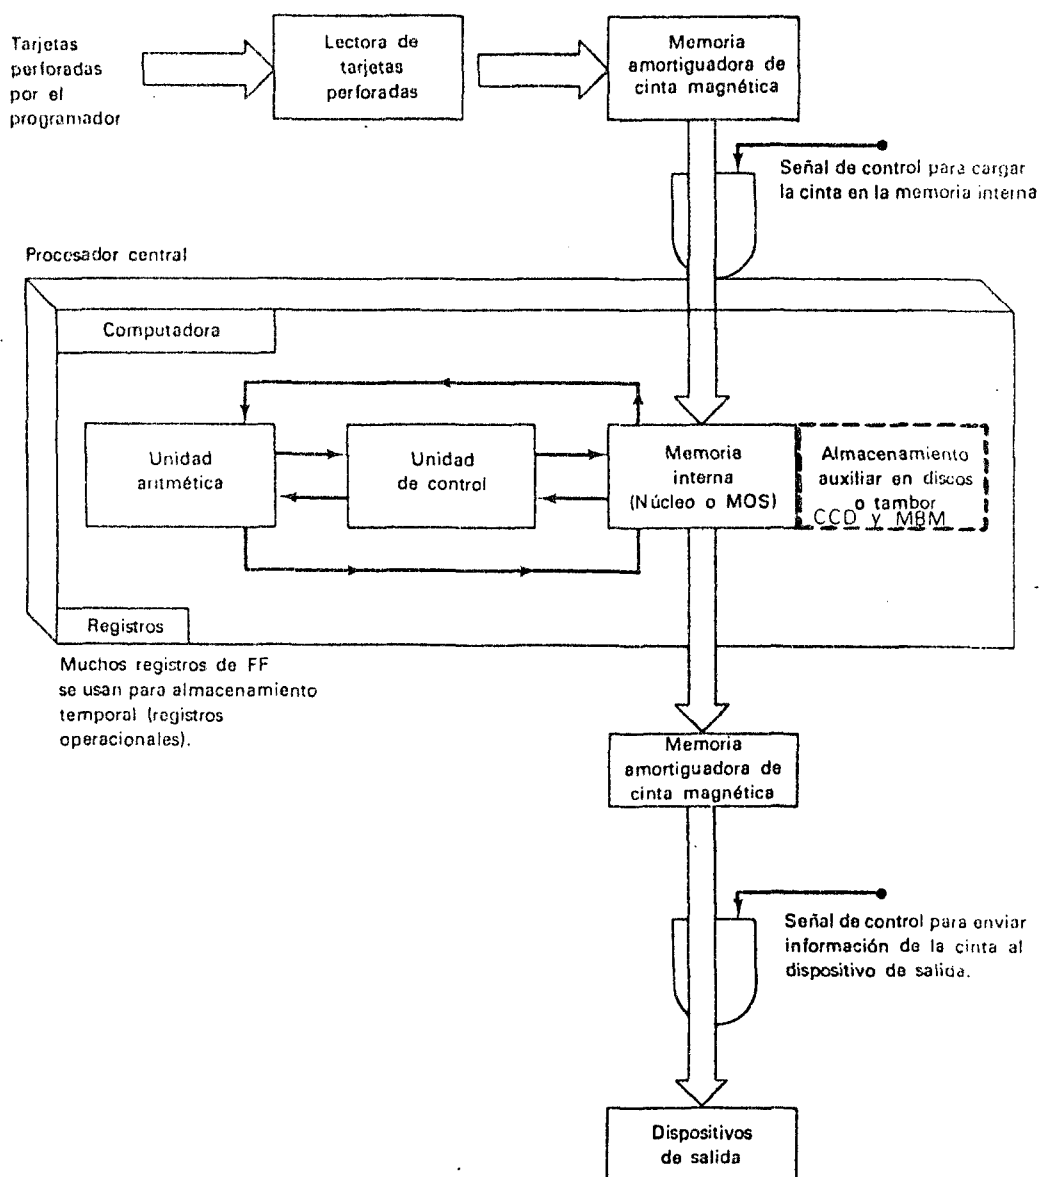 Tarjetas
perforadas
por el
programador
Lectora de
tarjetas
perforadas
Memoria
amortiguadora de
cinta magnética
Señal de control para cargar
la cinta en la memoria interna
Procesador central
Computadora
Unidad
aritmética
Unidad
de control
Memoria
interna
(Núcleo o MOS)
Almacenamiento
auxiliar en discos
o tambor
CCD y MBM
Registros
Muchos registros de FF
se usan para almacenamiento
temporal (registros
operacionales).
Memoria
amortiguadora de
cinta magnética
Señal de control para enviar
información de la cinta al
dispositivo de salida.
Dispositivos
de salida